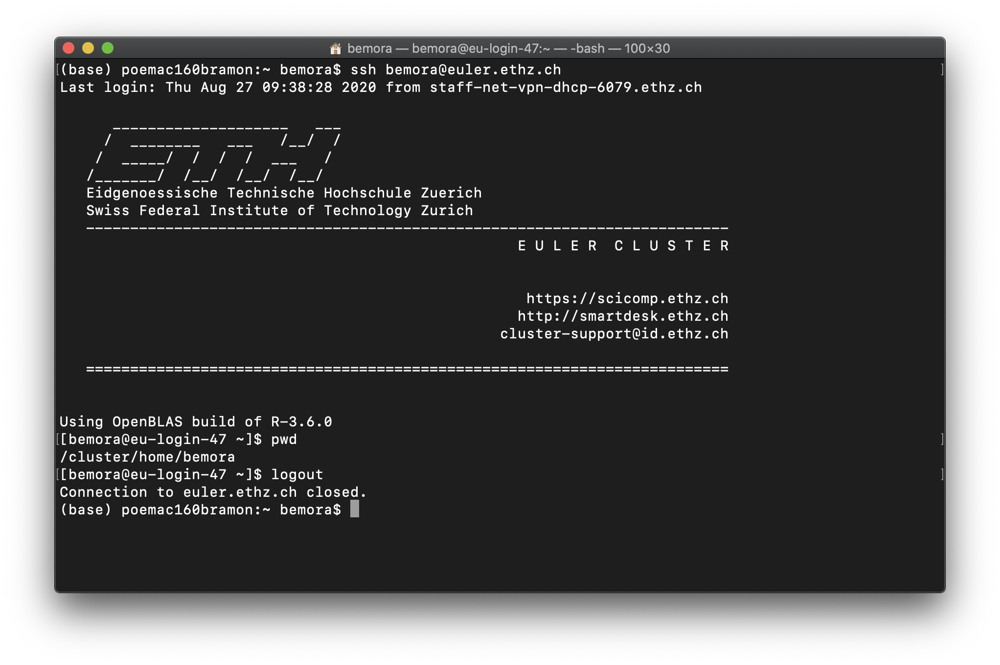 bemora — bemora@eu-login-47:~ — -bash — 100×30
[(base) poemac160bramon:~ bemora$ ssh bemora@euler.ethz.ch ]
Last login: Thu Aug 27 09:38:28 2020 from staff-net-vpn-dhcp-6079.ethz.ch
      ____________________   ___
     /  ________   ___   /__/  /
    /  _____/  /  /  /  ___   /
   /_______/  /__/  /__/  /__/
   Eidgenoessische Technische Hochschule Zuerich
   Swiss Federal Institute of Technology Zurich
   -------------------------------------------------------------------------
                                                    E U L E R  C L U S T E R
                                                     https://scicomp.ethz.ch
                                                    http://smartdesk.ethz.ch
                                                  cluster-support@id.ethz.ch
   =========================================================================
Using OpenBLAS build of R-3.6.0
[[bemora@eu-login-47 ~]$ pwd ]
/cluster/home/bemora
[[bemora@eu-login-47 ~]$ logout ]
Connection to euler.ethz.ch closed.
(base) poemac160bramon:~ bemora$